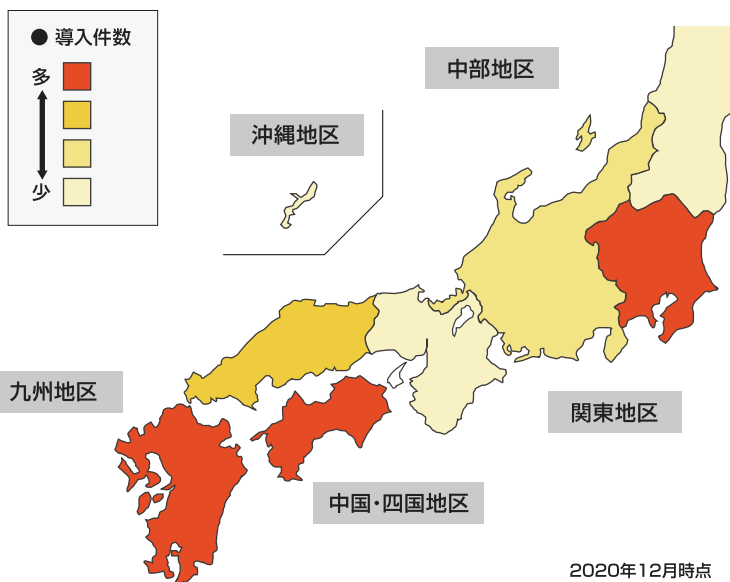 ● 導入件数
多
少
中部地区
沖縄地区
九州地区
関東地区
中国・四国地区
2020年12月時点